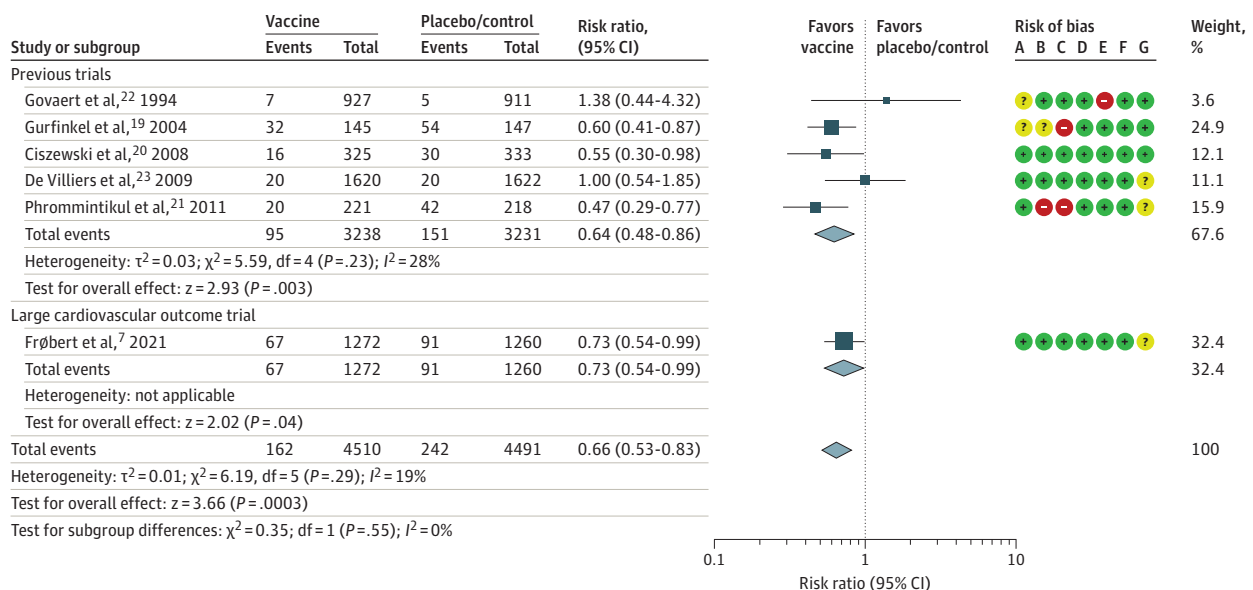 Vaccine Placebo/control Risk ratio, (95% CI) Favors vaccine Favors placebo/control Risk of bias Weight, %
Study or subgroup Events Total Events Total A B C D E F G
Previous trials
Govaert et al,22 1994 7 927 5 911 1.38 (0.44-4.32) ? + + + − + + 3.6
Gurfinkel et al,19 2004 32 145 54 147 0.60 (0.41-0.87) ? ? − + + + + 24.9
Ciszewski et al,20 2008 16 325 30 333 0.55 (0.30-0.98) + + + + + + + 12.1
De Villiers et al,23 2009 20 1620 20 1622 1.00 (0.54-1.85) + + + + + + ? 11.1
Phrommintikul et al,21 2011 20 221 42 218 0.47 (0.29-0.77) + − − + + + ? 15.9
Total events 95 3238 151 3231 0.64 (0.48-0.86) 67.6
Heterogeneity: τ2=0.03; χ2=5.59, df=4 (P=.23); I2=28%
Test for overall effect: z=2.93 (P=.003)
Large cardiovascular outcome trial
Frøbert et al,7 2021 67 1272 91 1260 0.73 (0.54-0.99) + + + + + + ? 32.4
Total events 67 1272 91 1260 0.73 (0.54-0.99) 32.4
Heterogeneity: not applicable
Test for overall effect: z=2.02 (P=.04)
Total events 162 4510 242 4491 0.66 (0.53-0.83) 100
Heterogeneity: τ2=0.01; χ2=6.19, df=5 (P=.29); I2=19%
Test for overall effect: z=3.66 (P=.0003)
Test for subgroup differences: χ2=0.35; df=1 (P=.55); I2=0%
0.1 1 10
Risk ratio (95% CI)